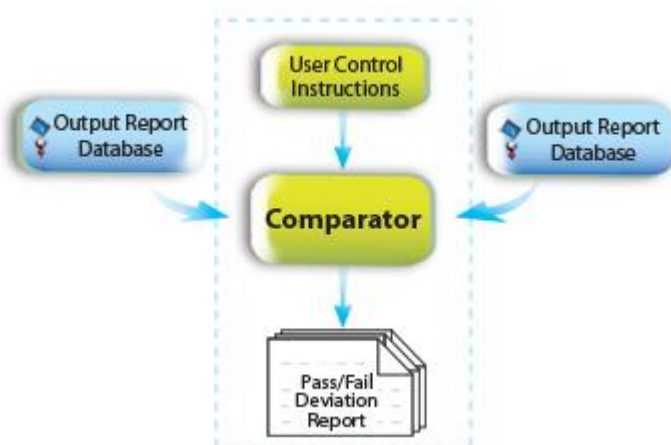 User Control
Instructions
Output Report
Database
Output Report
Database
Comparator
Pass/Fail
Deviation
Report